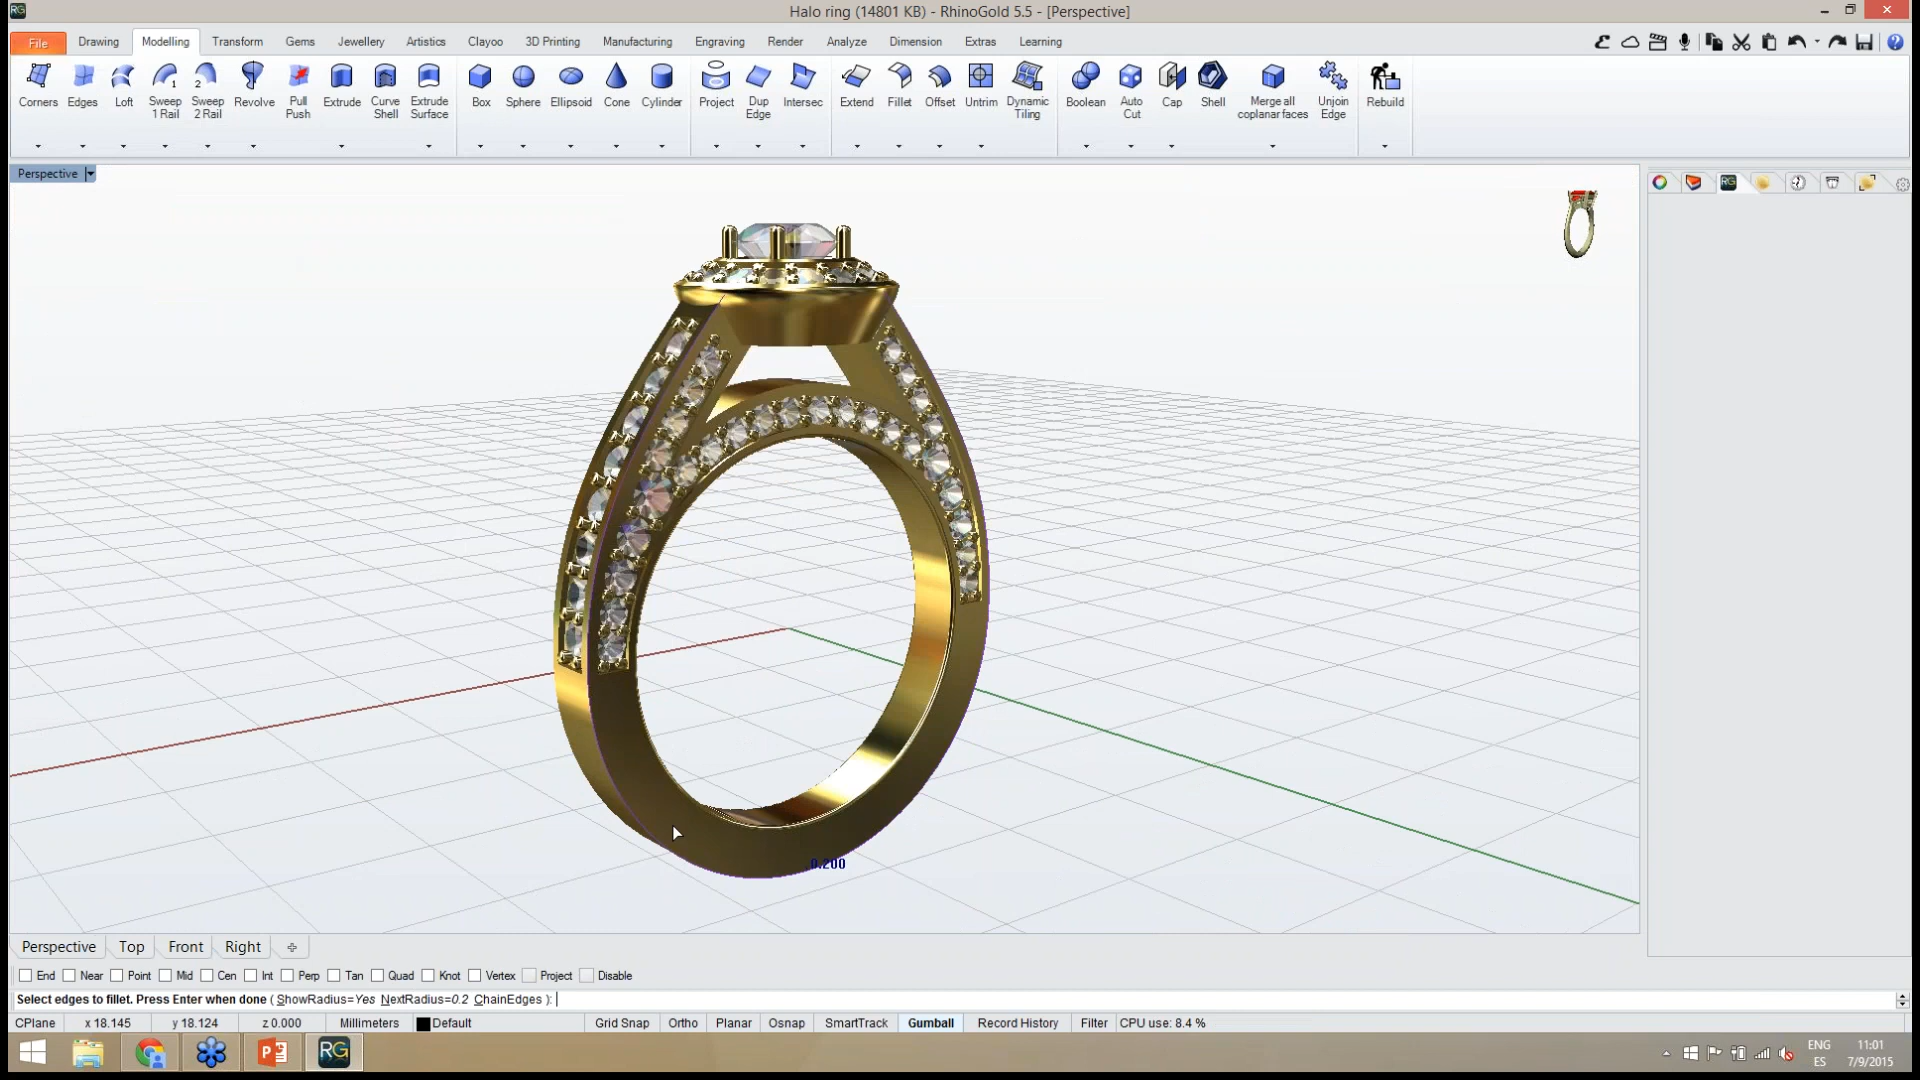 Halo ring (14801 KB) - RhinoGold 5.5 - [Perspective]
File Drawing Modelling Transform Gems Jewellery Artistics Clayoo 3D Printing Manufacturing Engraving Render Analyze Dimension Extras Learning
Corners Edges Loft Sweep 1 Rail Sweep 2 Rail Revolve Pull Push Extrude Curve Shell Extrude Surface Box Sphere Ellipsoid Cone Cylinder Project Dup Edge Intersec Extend Fillet Offset Untrim Dynamic Tiling Boolean Auto Cut Cap Shell Merge all coplanar faces Unjoin Edge Rebuild
Perspective
0.200
Perspective Top Front Right
End Near Point Mid Cen Int Perp Tan Quad Knot Vertex Project Disable
Select edges to fillet. Press Enter when done ( ShowRadius=Yes NextRadius=0.2 ChainEdges ):
CPlane x 18.145 y 18.124 z 0.000 Millimeters Default Grid Snap Ortho Planar Osnap SmartTrack Gumball Record History Filter CPU use: 8.4 %
ENG 11:01
ES 7/9/2015